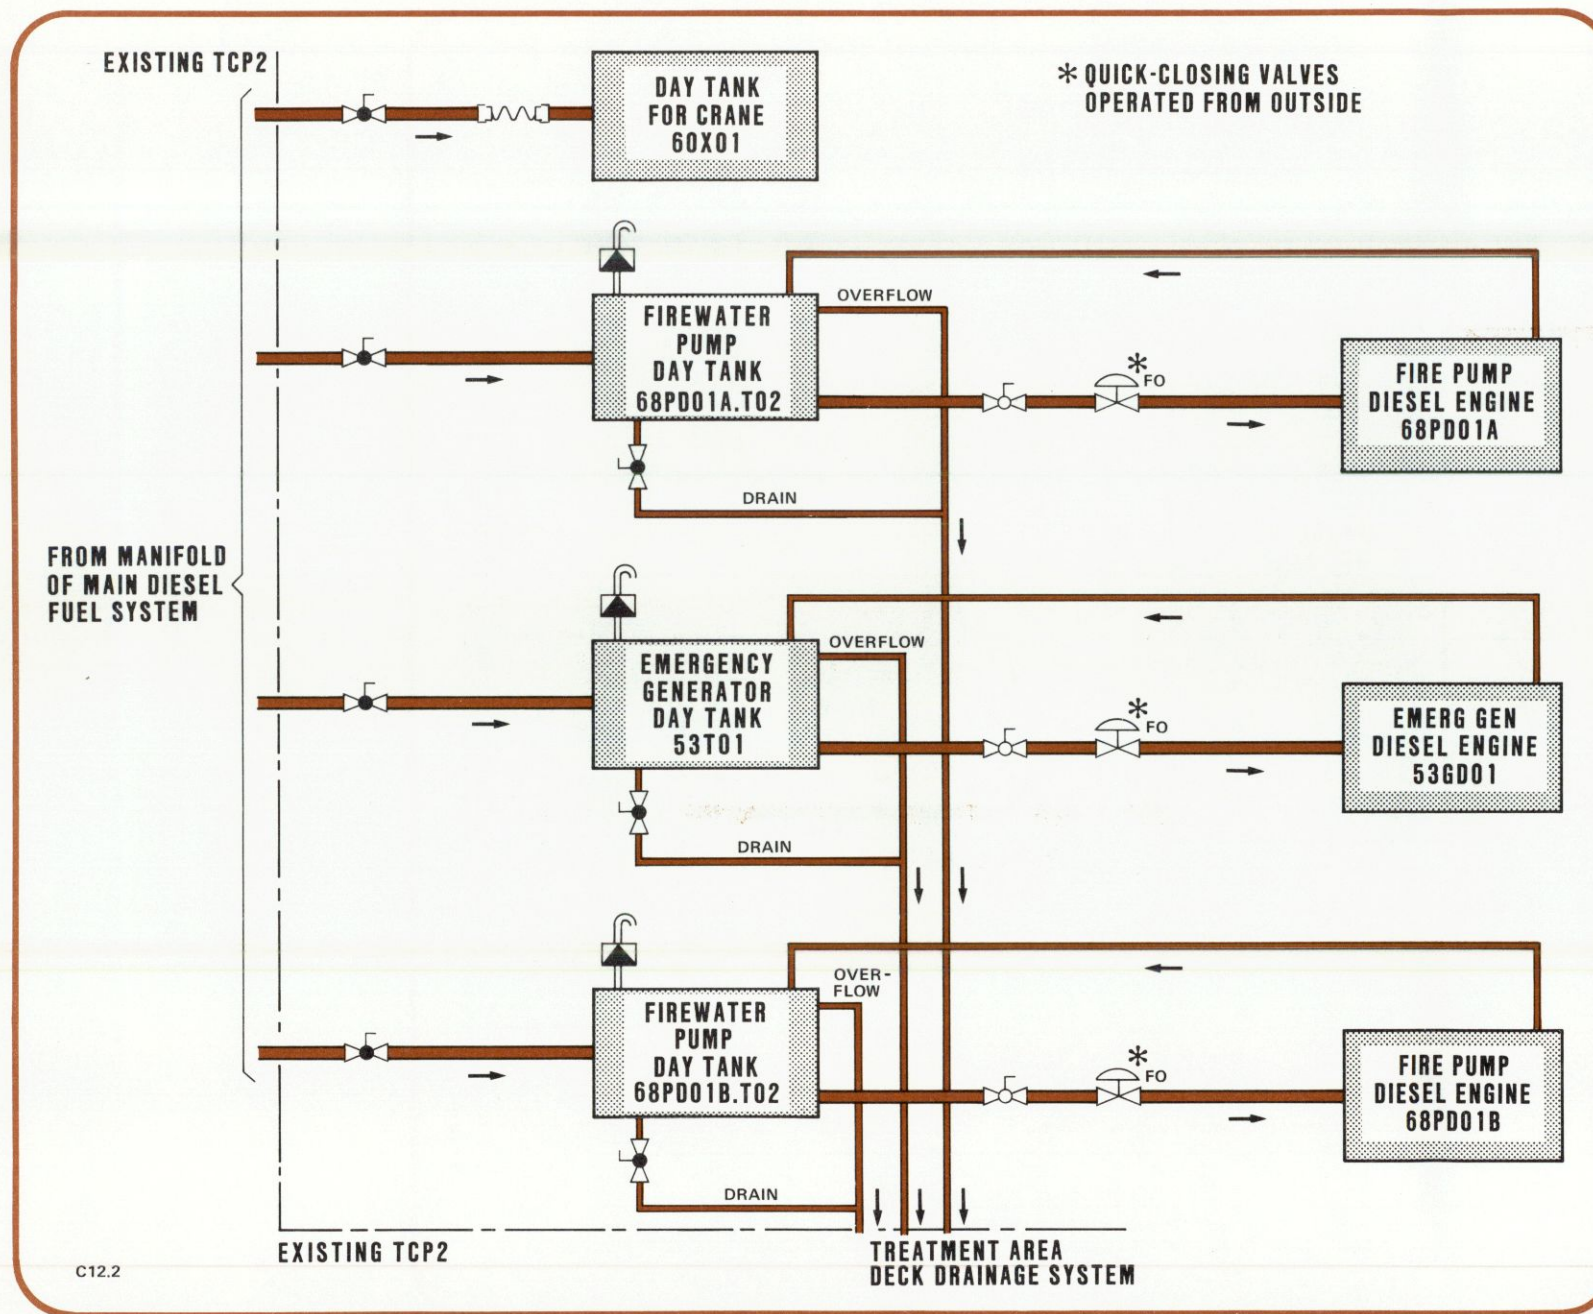 EXISTING TCP2
DAY TANK
FOR CRANE
60X01
* QUICK-CLOSING VALVES
OPERATED FROM OUTSIDE
OVERFLOW
FIREWATER
PUMP
DAY TANK
68PD01A.T02
* FO
FIRE PUMP
DIESEL ENGINE
68PD01A
DRAIN
FROM MANIFOLD
OF MAIN DIESEL
FUEL SYSTEM
OVERFLOW
EMERGENCY
GENERATOR
DAY TANK
53T01
* FO
EMERG GEN
DIESEL ENGINE
53GD01
DRAIN
OVER-
FLOW
FIREWATER
PUMP
DAY TANK
68PD01B.T02
* FO
FIRE PUMP
DIESEL ENGINE
68PD01B
DRAIN
EXISTING TCP2
TREATMENT AREA
DECK DRAINAGE SYSTEM
C12.2